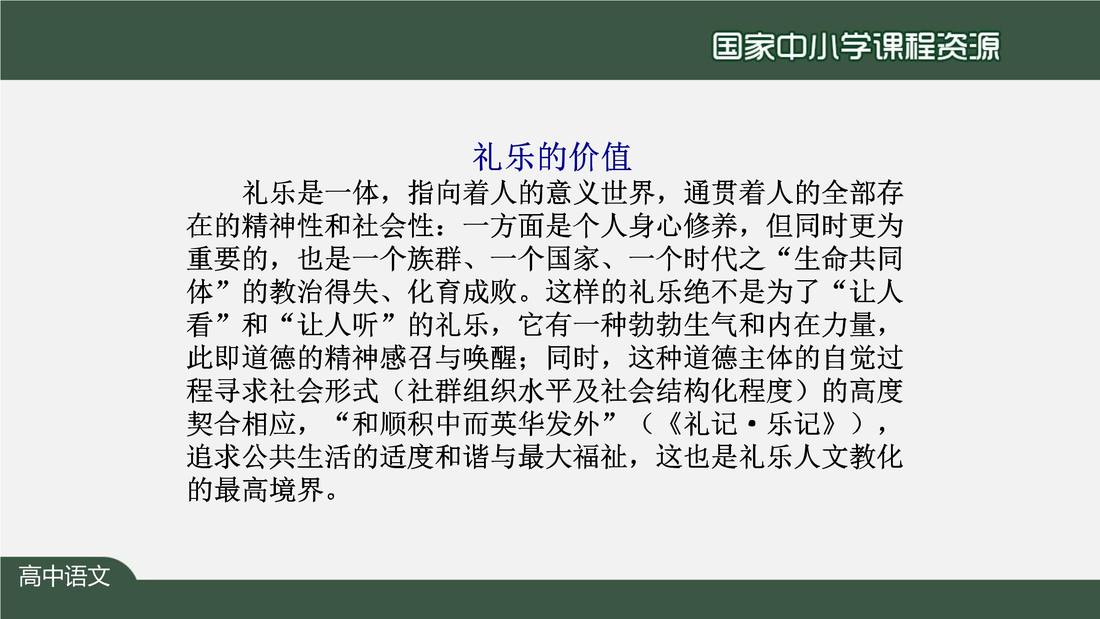 国家中小学课程资源
礼乐的价值
礼乐是一体，指向着人的意义世界，通贯着人的全部存
在的精神性和社会性：一方面是个人身心修养，但同时更为
重要的，也是一个族群、一个国家、一个时代之“生命共同
体”的教治得失、化育成败。这样的礼乐绝不是为了“让人
看”和“让人听”的礼乐，它有一种勃勃生气和内在力量，
此即道德的精神感召与唤醒；同时，这种道德主体的自觉过
程寻求社会形式（社群组织水平及社会结构化程度）的高度
契合相应，“和顺积中而英华发外”（《礼记·乐记》），
追求公共生活的适度和谐与最大福祉，这也是礼乐人文教化
的最高境界。
高中语文